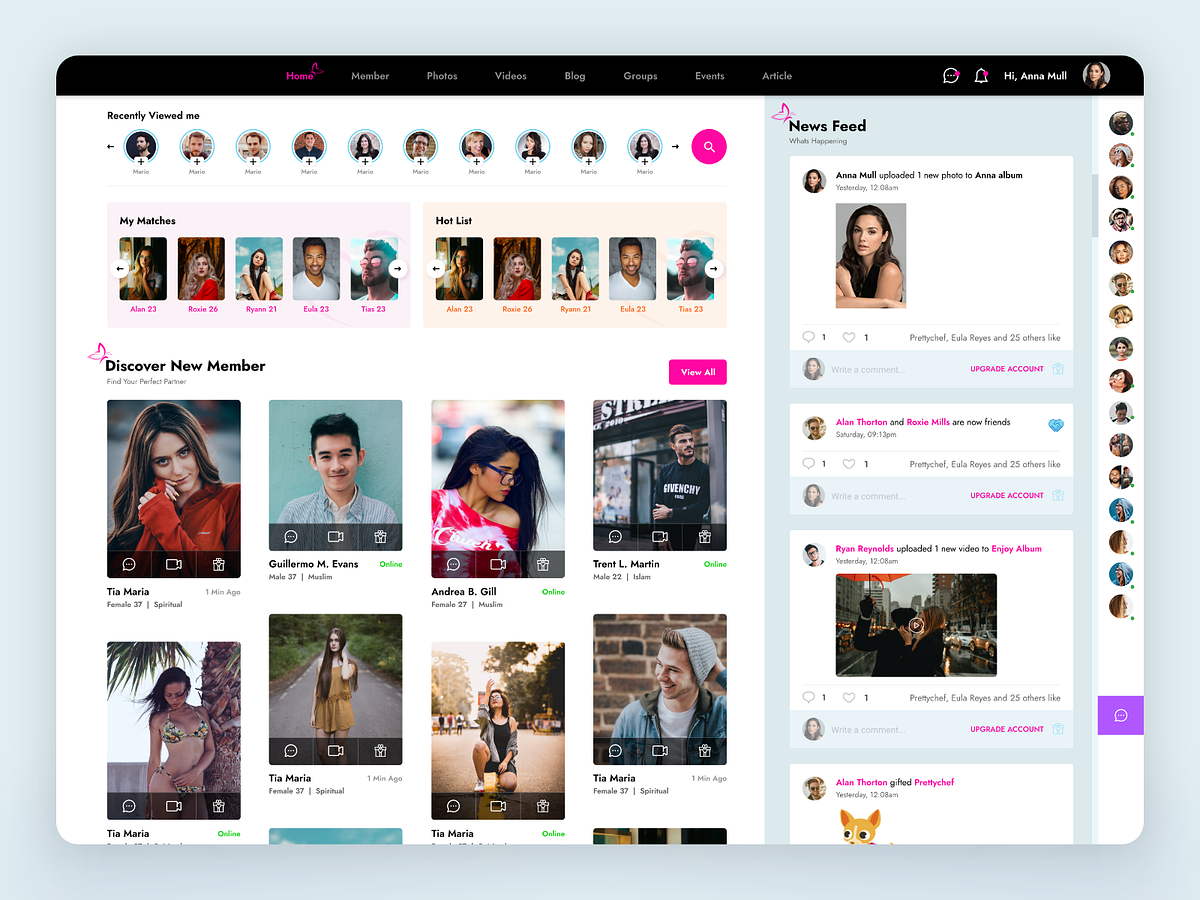 Home Member Photos Videos Blog Groups Events Article
Hi, Anna Mull
Recently Viewed me
Mario Mario Mario Mario Mario Mario Mario Mario Mario Mario
My Matches
Alan 23 Roxie 26 Ryann 21 Eula 23 Tias 23
Hot List
Alan 23 Roxie 26 Ryann 21 Eula 23 Tias 23
Discover New Member
Find Your Perfect Partner
View All
STREE
GIVENCHY
PARIS
Tia Maria 1 Min Ago
Female 37 | Spiritual
Guillermo M. Evans Online
Male 37 | Muslim
Andrea B. Gill Online
Female 27 | Muslim
Trent L. Martin Online
Male 22 | Islam
Tia Maria Online
Tia Maria 1 Min Ago
Female 37 | Spiritual
Tia Maria Online
Tia Maria 1 Min Ago
Female 37 | Spiritual
News Feed
Whats Happening
Anna Mull uploaded 1 new photo to Anna album
Yesterday, 12:08am
1 1 Prettychef, Eula Reyes and 25 others like
Write a comment... UPGRADE ACCOUNT
Alan Thorton and Roxie Mills are now friends
Saturday, 09:13pm
1 1 Prettychef, Eula Reyes and 25 others like
Write a comment... UPGRADE ACCOUNT
Ryan Reynolds uploaded 1 new video to Enjoy Album
Yesterday, 12:08am
1 1 Prettychef, Eula Reyes and 25 others like
Write a comment... UPGRADE ACCOUNT
Alan Thorton gifted Prettychef
Yesterday, 12:08am